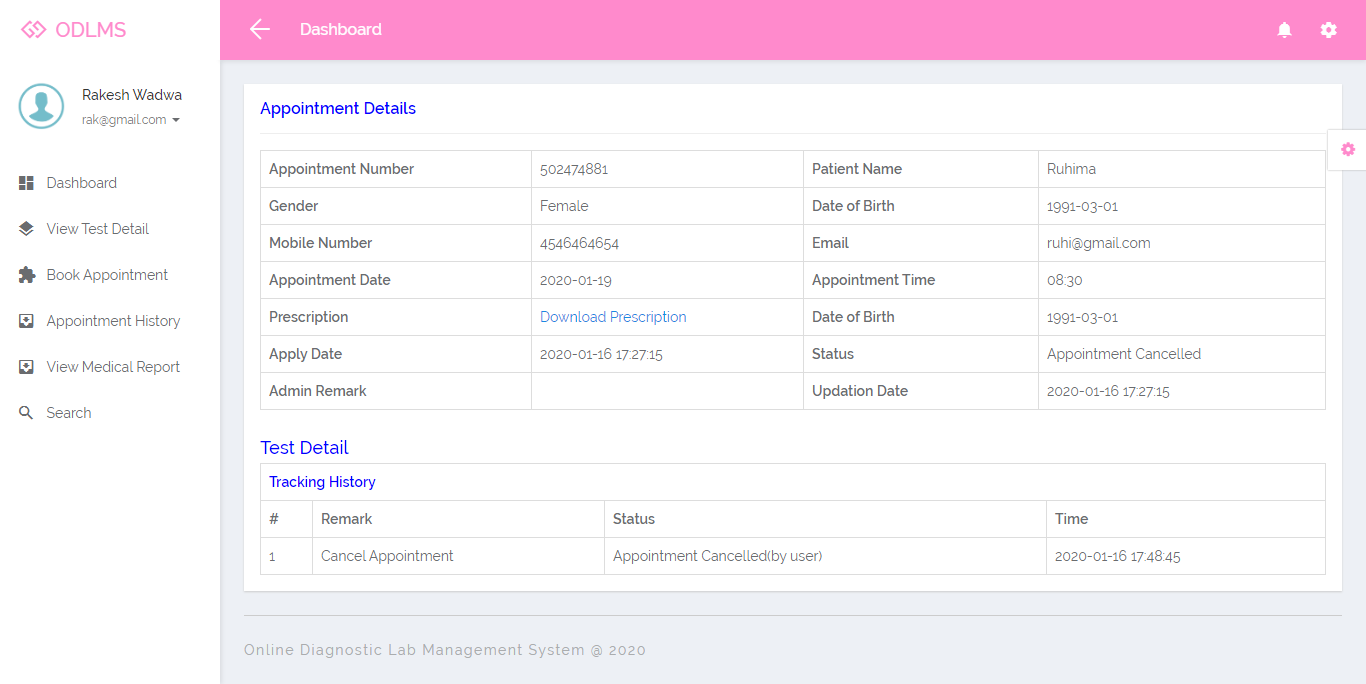 ODLMS
Dashboard
Rakesh Wadwa
rak@gmail.com
Dashboard
View Test Detail
Book Appointment
Appointment History
View Medical Report
Search
Appointment Details
Appointment Number 502474881 Patient Name Ruhima
Gender Female Date of Birth 1991-03-01
Mobile Number 4546464654 Email ruhi@gmail.com
Appointment Date 2020-01-19 Appointment Time 08:30
Prescription Download Prescription Date of Birth 1991-03-01
Apply Date 2020-01-16 17:27:15 Status Appointment Cancelled
Admin Remark Updation Date 2020-01-16 17:27:15
Test Detail
Tracking History
# Remark Status Time
1 Cancel Appointment Appointment Cancelled(by user) 2020-01-16 17:48:45
Online Diagnostic Lab Management System @ 2020